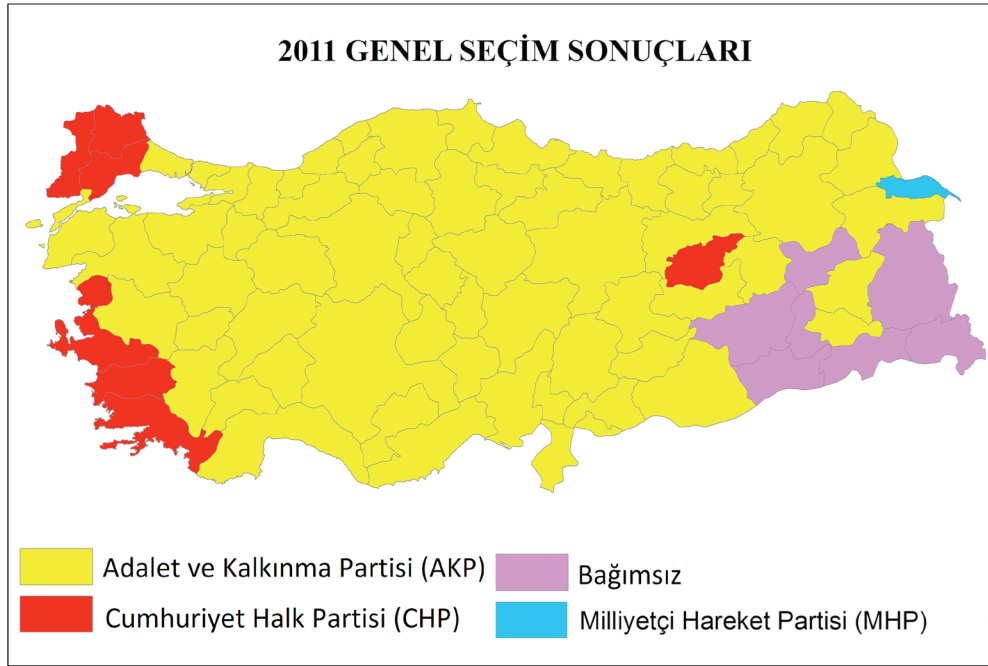 2011 GENEL SEÇİM SONUÇLARI
Adalet ve Kalkınma Partisi (AKP)
Bağımsız
Cumhuriyet Halk Partisi (CHP)
Milliyetçi Hareket Partisi (MHP)